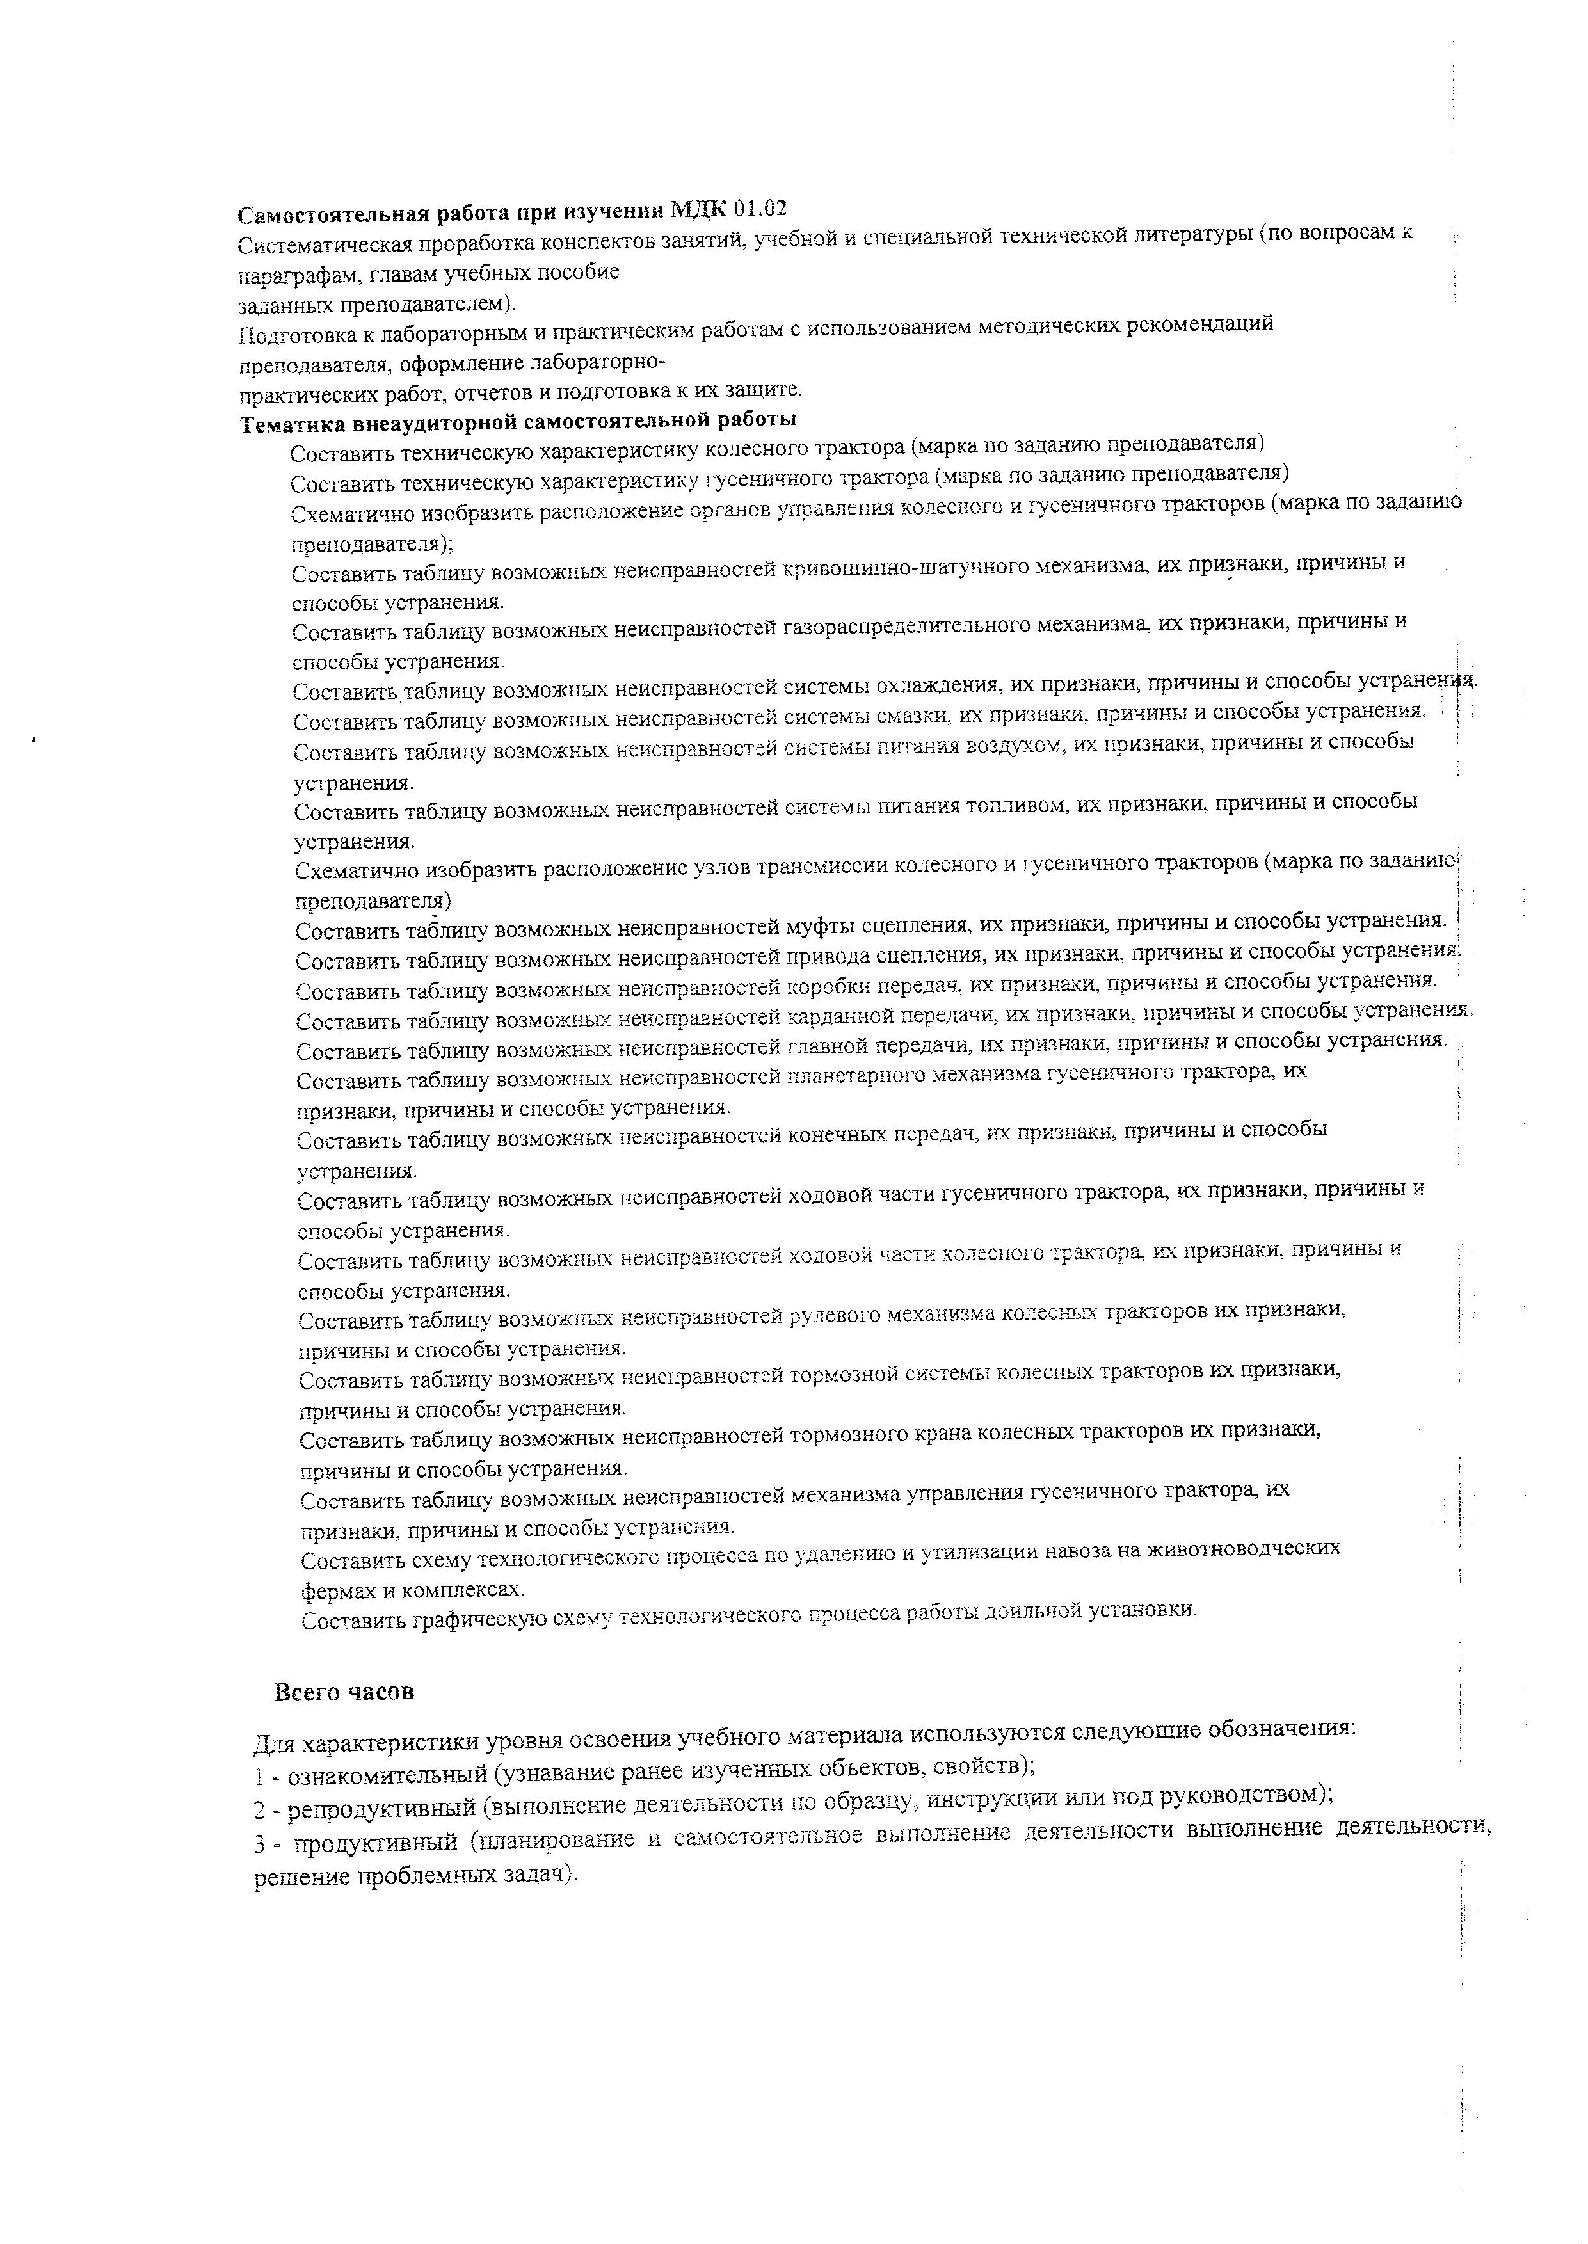 Самостоятельная работа при изучении МДК 01.02
Систематическая проработка конспектов занятий, учебной и специальной технической литературы (по вопросам к
параграфам, главам учебных пособие
заданных преподавателем).
Подготовка к лабораторным и практическим работам с использованием методических рекомендаций
преподавателя, оформление лабораторно-
практических работ, отчетов и подготовка к их защите.
Тематика внеаудиторной самостоятельной работы
Составить техническую характеристику колесного трактора (марка по заданию преподавателя)
Составить техническую характеристику гусеничного трактора (марка по заданию преподавателя)
Схематично изобразить расположение органов управления колесного и гусеничного тракторов (марка по заданию
преподавателя);
Составить таблицу возможных неисправностей кривошипно-шатунного механизма, их признаки, причины и
способы устранения.
Составить таблицу возможных неисправностей газораспределительного механизма, их признаки, причины и
способы устранения.
Составить таблицу возможных неисправностей системы охлаждения, их признаки, причины и способы устранения.
Составить таблицу возможных неисправностей системы смазки, их признаки, причины и способы устранения.
Составить таблицу возможных неисправностей системы питания воздухом, их признаки, причины и способы
устранения.
Составить таблицу возможных неисправностей системы питания топливом, их признаки, причины и способы
устранения.
Схематично изобразить расположение узлов трансмиссии колесного и гусеничного тракторов (марка по заданию
преподавателя)
Составить таблицу возможных неисправностей муфты сцепления, их признаки, причины и способы устранения.
Составить таблицу возможных неисправностей привода сцепления, их признаки, причины и способы устранения.
Составить таблицу возможных неисправностей коробки передач, их признаки, причины и способы устранения.
Составить таблицу возможных неисправностей карданной передачи, их признаки, причины и способы устранения.
Составить таблицу возможных неисправностей главной передачи, их признаки, причины и способы устранения.
Составить таблицу возможных неисправностей планетарного механизма гусеничного трактора, их
признаки, причины и способы устранения.
Составить таблицу возможных неисправностей конечных передач, их признаки, причины и способы
устранения.
Составить таблицу возможных неисправностей ходовой части гусеничного трактора, их признаки, причины и
способы устранения.
Составить таблицу возможных неисправностей ходовой части колесного трактора, их признаки, причины и
способы устранения.
Составить таблицу возможных неисправностей рулевого механизма колесных тракторов их признаки,
причины и способы устранения.
Составить таблицу возможных неисправностей тормозной системы колесных тракторов их признаки,
причины и способы устранения.
Составить таблицу возможных неисправностей тормозного крана колесных тракторов их признаки,
причины и способы устранения.
Составить таблицу возможных неисправностей механизма управления гусеничного трактора, их
признаки, причины и способы устранения.
Составить схему технологического процесса по удалению и утилизации навоза на животноводческих
фермах и комплексах.
Составить графическую схему технологического процесса работы доильной установки.
Всего часов
Для характеристики уровня освоения учебного материала используются следующие обозначения:
1 - ознакомительный (узнавание ранее изученных объектов, свойств);
2 - репродуктивный (выполнение деятельности по образцу, инструкции или под руководством);
3 - продуктивный (планирование и самостоятельное выполнение деятельности выполнение деятельности,
решение проблемных задач).